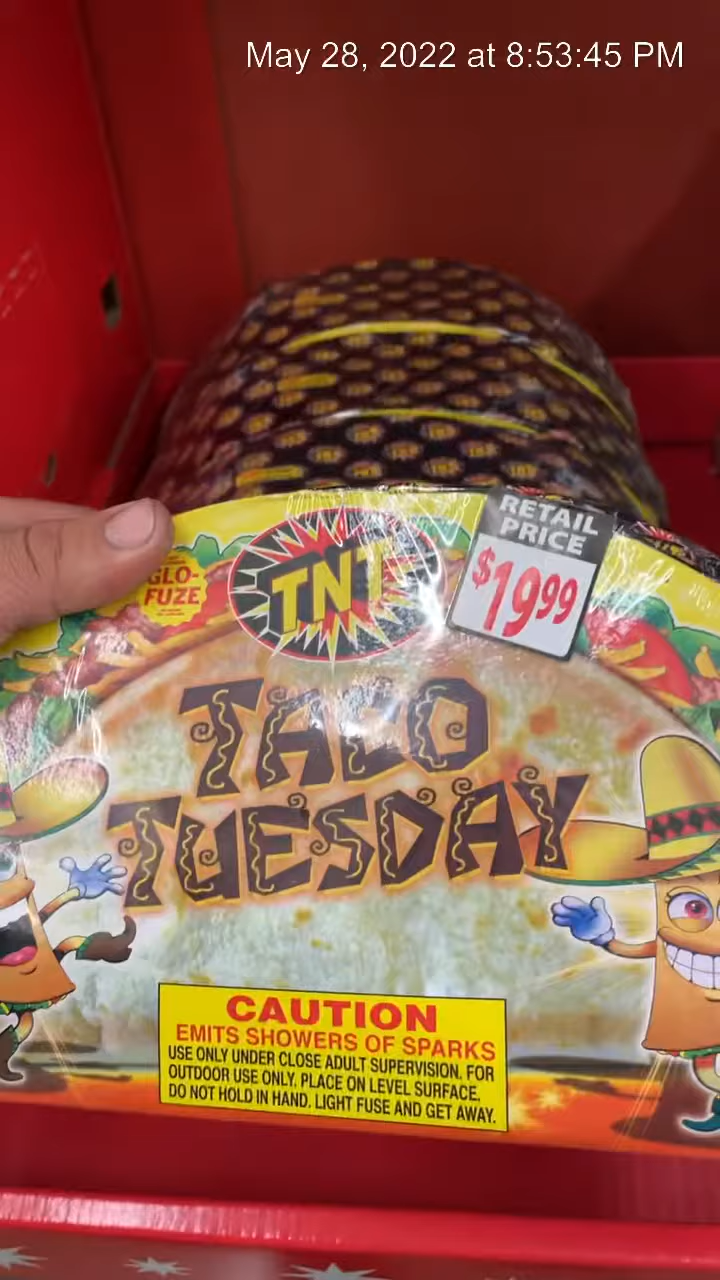 May 28, 2022 at 8:53:45 PM
TNT
RETAIL
PRICE
$19.99
GLO-
FUZE
TACO
TUESDAY
CAUTION
EMITS SHOWERS OF SPARKS
USE ONLY UNDER CLOSE ADULT SUPERVISION. FOR
OUTDOOR USE ONLY. PLACE ON LEVEL SURFACE.
DO NOT HOLD IN HAND. LIGHT FUSE AND GET AWAY.